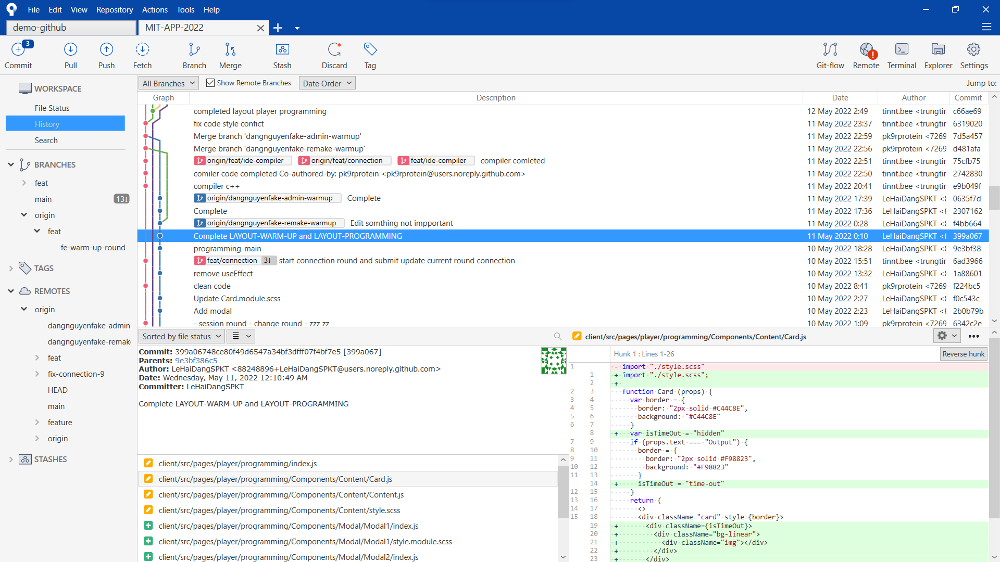 File Edit View Repository Actions Tools Help
demo-github MIT-APP-2022
3
Commit Pull Push Fetch Branch Merge Stash Discard Tag Git-flow Remote Terminal Explorer Settings
WORKSPACE
File Status
History
Search
BRANCHES
feat
main 13↓
origin
feat
fe-warm-up-round
TAGS
REMOTES
origin
dangnguyenfake-admin
dangnguyenfake-remak
feat
fix-connection-9
HEAD
main
feature
origin
STASHES
All Branches Show Remote Branches Date Order Jump to:
Graph Description Date Author Commit
completed layout player programming 12 May 2022 2:49 tinnt.bee <trungtir c66ae69
fix code style confict 11 May 2022 23:37 tinnt.bee <trungtir 6319020
Merge branch 'dangnguyenfake-admin-warmup' 11 May 2022 22:59 pk9rprotein <7269 7d5a457
Merge branch 'dangnguyenfake-remake-warmup' 11 May 2022 22:56 pk9rprotein <7269 d481afa
origin/feat/ide-compiler origin/feat/connection feat/ide-compiler compiler comleted 11 May 2022 22:51 tinnt.bee <trungtir 75cfb75
comiler code completed Co-authored-by: pk9rprotein <pk9rprotein@users.noreply.github.com> 11 May 2022 22:50 tinnt.bee <trungtir 2742830
compiler c++ 11 May 2022 20:41 tinnt.bee <trungtir e9b049f
origin/dangnguyenfake-admin-warmup Complete 11 May 2022 17:39 LeHaiDangSPKT <8 0635f7d
Complete 11 May 2022 17:36 LeHaiDangSPKT <8 2307162
origin/dangnguyenfake-remake-warmup Edit somthing not impportant 11 May 2022 0:28 LeHaiDangSPKT <8 f4bb664
Complete LAYOUT-WARM-UP and LAYOUT-PROGRAMMING 11 May 2022 0:10 LeHaiDangSPKT <8 399a067
programming-main 10 May 2022 18:28 LeHaiDangSPKT <8 9e3bf38
feat/connection 3↓ start connection round and submit update current round connection 10 May 2022 15:51 tinnt.bee <trungtir 6ad3966
remove useEffect 10 May 2022 13:32 LeHaiDangSPKT <8 1a88601
clean code 10 May 2022 8:41 pk9rprotein <7269 f224bc5
Update Card.module.scss 10 May 2022 2:27 LeHaiDangSPKT <8 f0c543c
Add modal 10 May 2022 2:23 LeHaiDangSPKT <8 2b0b79b
- session round - change round - zzz zz 10 May 2022 1:09 pk9rprotein <7269 6342c2e
Sorted by file status
Commit: 399a06748ce80f49d6547a34bf3dfff07f4bf7e5 [399a067]
Parents: 9e3bf386c5
Author: LeHaiDangSPKT <88248896+LeHaiDangSPKT@users.noreply.github.com>
Date: Wednesday, May 11, 2022 12:10:49 AM
Committer: LeHaiDangSPKT
Complete LAYOUT-WARM-UP and LAYOUT-PROGRAMMING
client/src/pages/player/programming/index.js
client/src/pages/player/programming/Components/Content/Card.js
client/src/pages/player/programming/Components/Content/Content.js
client/src/pages/player/programming/Components/Content/style.scss
client/src/pages/player/programming/Components/Modal/Modal1/index.js
client/src/pages/player/programming/Components/Modal/Modal1/style.module.scss
client/src/pages/player/programming/Components/Modal/Modal2/index.js
client/src/pages/player/programming/Components/Content/Card.js
Hunk 1 : Lines 1-26 Reverse hunk
1 - import "./style.scss"
1 + import "./style.scss";
2 +
2 3 function Card (props) {
3 4 var border = {
4 5 border: "2px solid #C44C8E",
5 6 background: "#C44C8E"
6 7 }
8 + var isTimeOut = "hidden"
7 9 if (props.text === "Output") {
8 10 border = {
9 11 border: "2px solid #F98823",
10 12 background: "#F98823"
11 13 }
14 + isTimeOut = "time-out"
12 15 }
13 16 return (
14 17 <>
15 18 <div className="card" style={border}>
19 + <div className={isTimeOut}>
20 + <div className="bg-linear">
21 + <div className="img"></div>
22 + </div>
23 + </div>